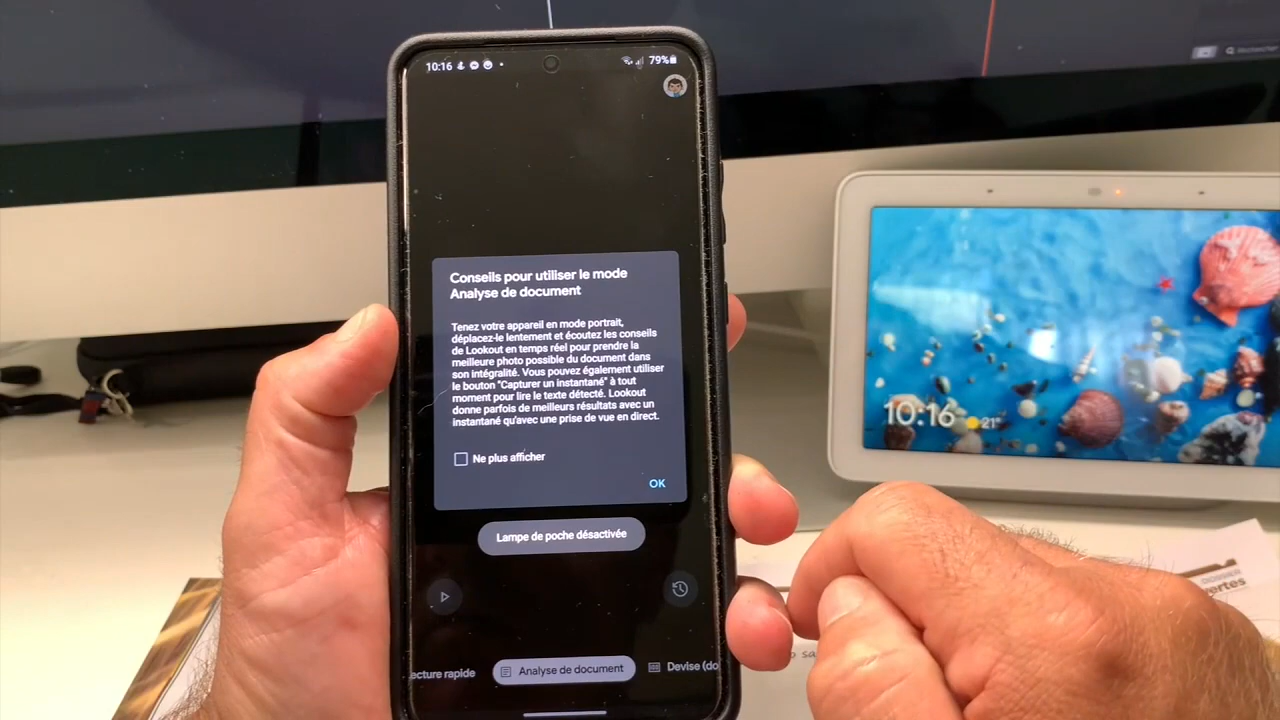 10:16
79%
Conseils pour utiliser le mode
Analyse de document
Tenez votre appareil en mode portrait,
déplacez-le lentement et écoutez les conseils
de Lookout en temps réel pour prendre la
meilleure photo possible du document dans
son intégralité. Vous pouvez également utiliser
le bouton "Capturer un instantané" à tout
moment pour lire le texte détecté. Lookout
donne parfois de meilleurs résultats avec un
instantané qu'avec une prise de vue en direct.
Ne plus afficher
OK
Lampe de poche désactivée
ecture rapide
Analyse de document
Devise (do
10:16
21°
DOSSIER
vertes